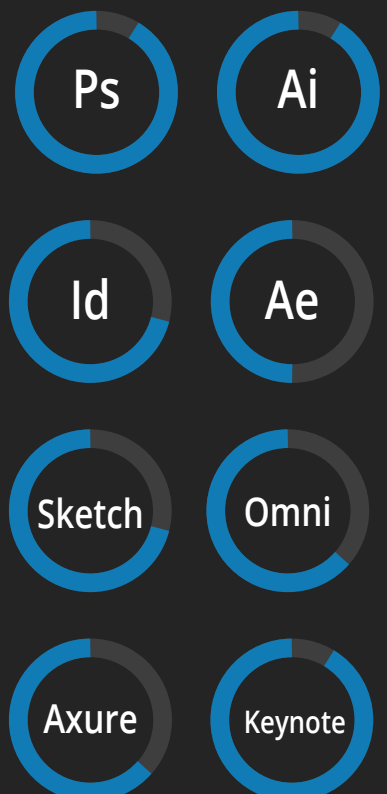 Ps
Ai
Id
Ae
Sketch
Omni
Axure
Keynote